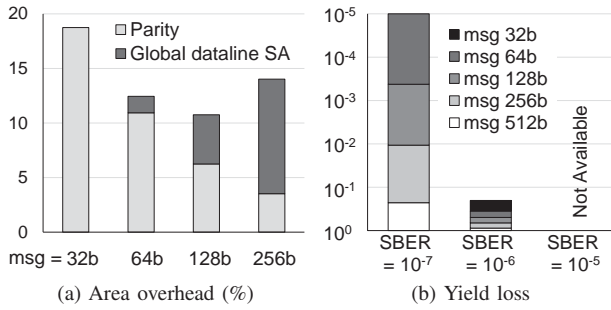 20
Parity
Global dataline SA
15
10
5
0
msg = 32b 64b 128b 256b
(a) Area overhead (%)
10⁻⁵
msg 32b
10⁻⁴
msg 64b
msg 128b
10⁻³
msg 256b
msg 512b
10⁻²
10⁻¹
10⁰
Not Available
SBER SBER SBER
= 10⁻⁷ = 10⁻⁶ = 10⁻⁵
(b) Yield loss